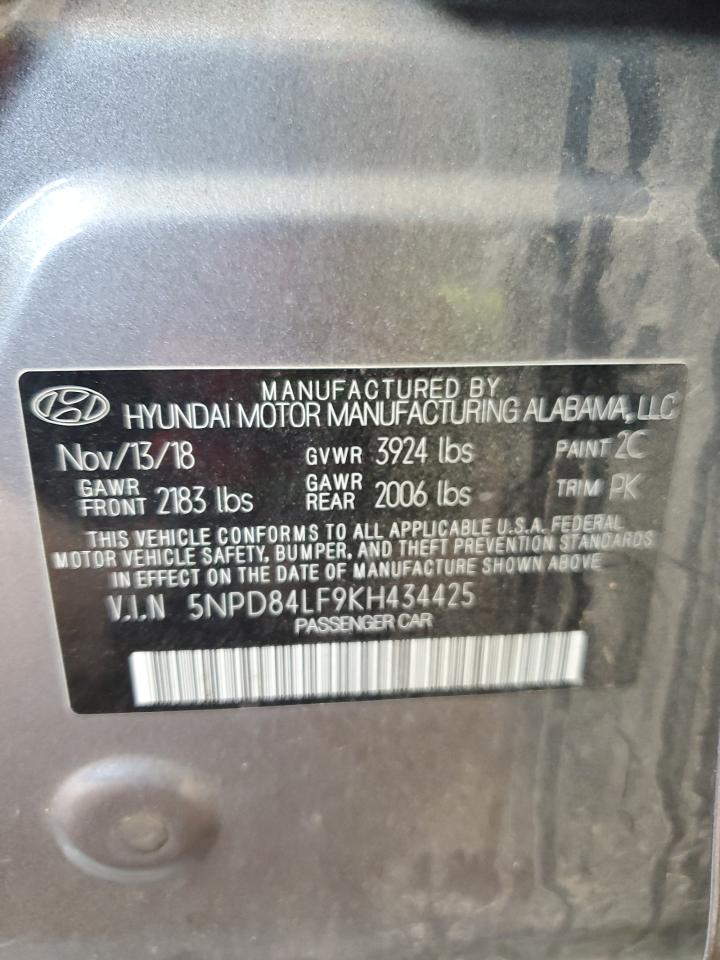 MANUFACTURED BY
HYUNDAI MOTOR MANUFACTURING ALABAMA, LLC
Nov/13/18 GVWR 3924 lbs PAINT 2C
GAWR FRONT 2183 lbs GAWR REAR 2006 lbs TRIM PK
THIS VEHICLE CONFORMS TO ALL APPLICABLE U.S.A. FEDERAL
MOTOR VEHICLE SAFETY, BUMPER, AND THEFT PREVENTION STANDARDS
IN EFFECT ON THE DATE OF MANUFACTURE SHOWN ABOVE
V.I.N 5NPD84LF9KH434425
PASSENGER CAR